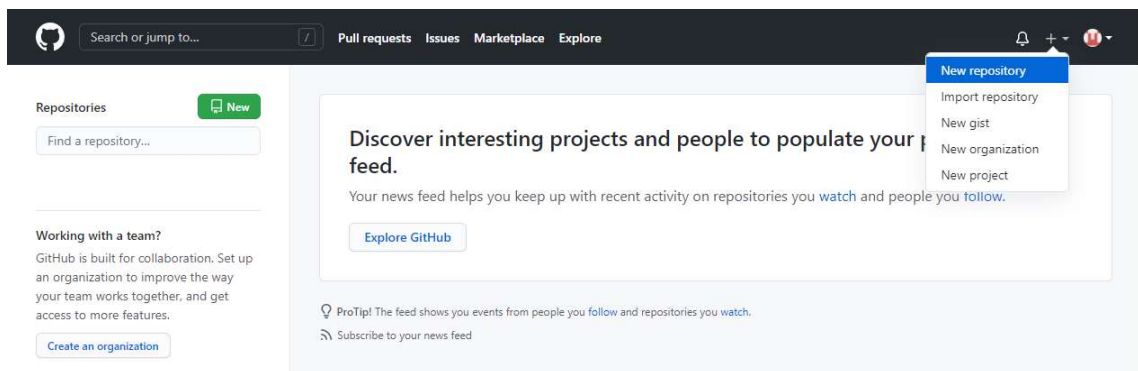 Search or jump to...
/
Pull requests Issues Marketplace Explore
New repository
Import repository
New gist
New organization
New project
Repositories
New
Find a repository...
Working with a team?
GitHub is built for collaboration. Set up
an organization to improve the way
your team works together, and get
access to more features.
Create an organization
Discover interesting projects and people to populate your p
feed.
Your news feed helps you keep up with recent activity on repositories you watch and people you follow.
Explore GitHub
ProTip! The feed shows you events from people you follow and repositories you watch.
Subscribe to your news feed